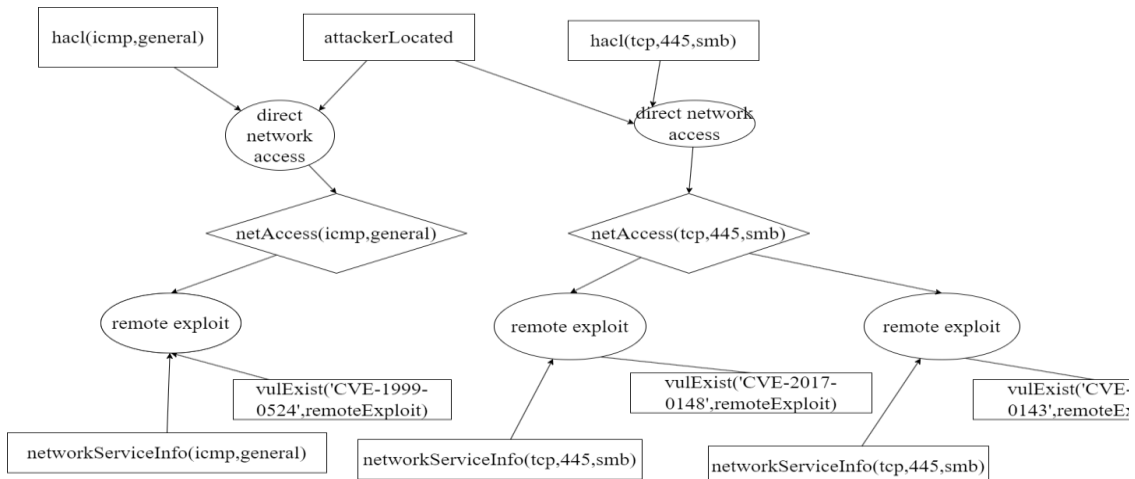 hacl(icmp,general)
attackerLocated
hacl(tcp,445,smb)
direct
network
access
direct network
access
netAccess(icmp,general)
netAccess(tcp,445,smb)
remote exploit
remote exploit
remote exploit
vulExist('CVE-1999-
0524',remoteExploit)
vulExist('CVE-2017-
0148',remoteExploit)
vulExist('CVE-
0143',remoteEx
networkServiceInfo(icmp,general)
networkServiceInfo(tcp,445,smb)
networkServiceInfo(tcp,445,smb)